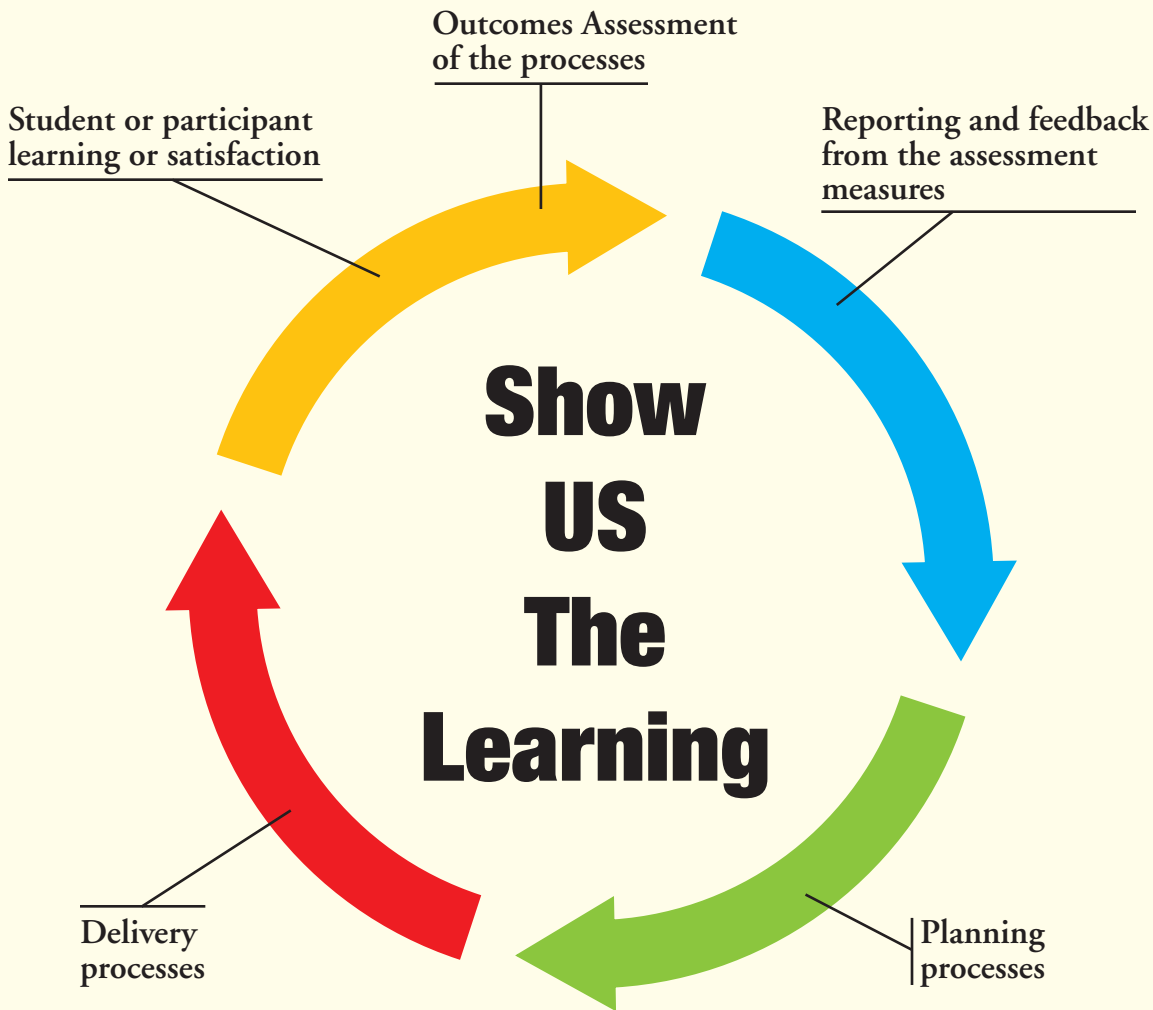 Outcomes Assessment
of the processes
Student or participant
learning or satisfaction
Reporting and feedback
from the assessment
measures
Show
US
The
Learning
Delivery
processes
Planning
processes